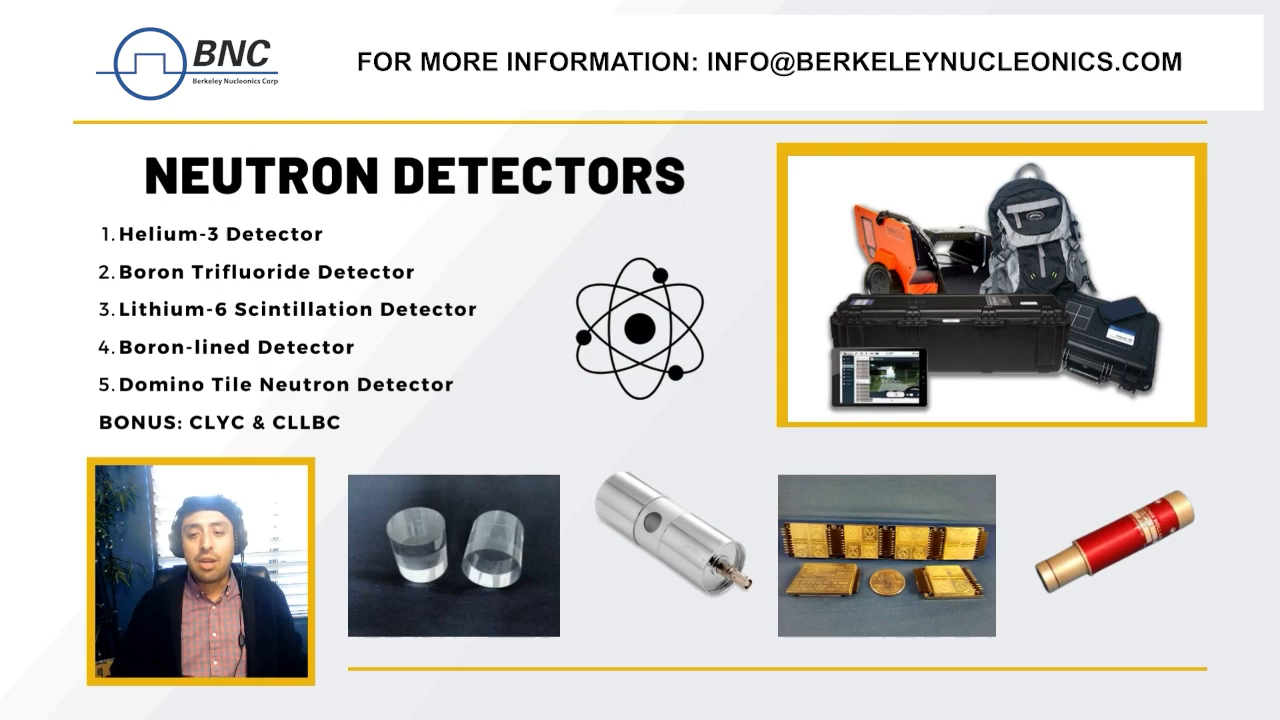 BNC
Berkeley Nucleonics Corp
FOR MORE INFORMATION: INFO@BERKELEYNUCLEONICS.COM
NEUTRON DETECTORS
1. Helium-3 Detector
2. Boron Trifluoride Detector
3. Lithium-6 Scintillation Detector
4. Boron-lined Detector
5. Domino Tile Neutron Detector
BONUS: CLYC & CLLBC